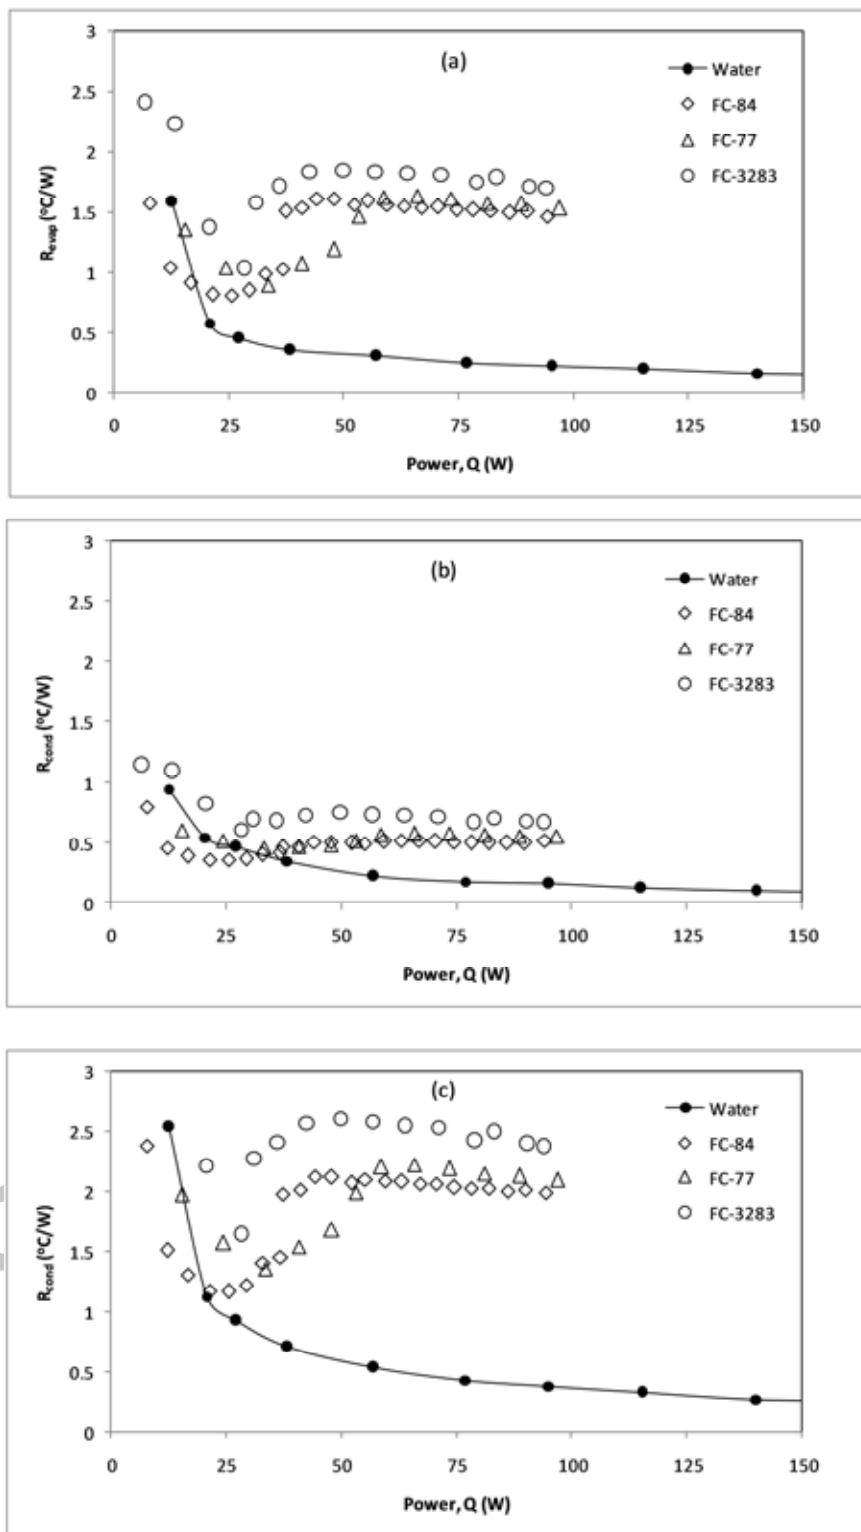 (a)
Water
FC-84
FC-77
FC-3283
3
2.5
2
1.5
1
0.5
0
R_evap (°C/W)
0 25 50 75 100 125 150
Power, Q (W)
(b)
Water
FC-84
FC-77
FC-3283
3
2.5
2
1.5
1
0.5
0
R_cond (°C/W)
0 25 50 75 100 125 150
Power, Q (W)
(c)
Water
FC-84
FC-77
FC-3283
3
2.5
2
1.5
1
0.5
0
R_cond (°C/W)
0 25 50 75 100 125 150
Power, Q (W)